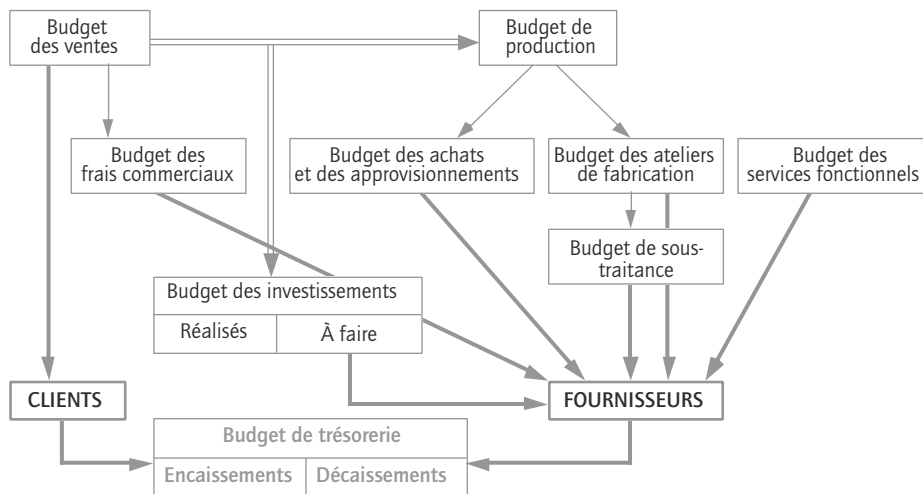 Budget
des ventes
Budget de
production
Budget des
frais commerciaux
Budget des achats
et des approvisionnements
Budget des ateliers
de fabrication
Budget des
services fonctionnels
Budget de sous-
traitance
Budget des investissements
Réalisés
À faire
CLIENTS
FOURNISSEURS
Budget de trésorerie
Encaissements
Décaissements